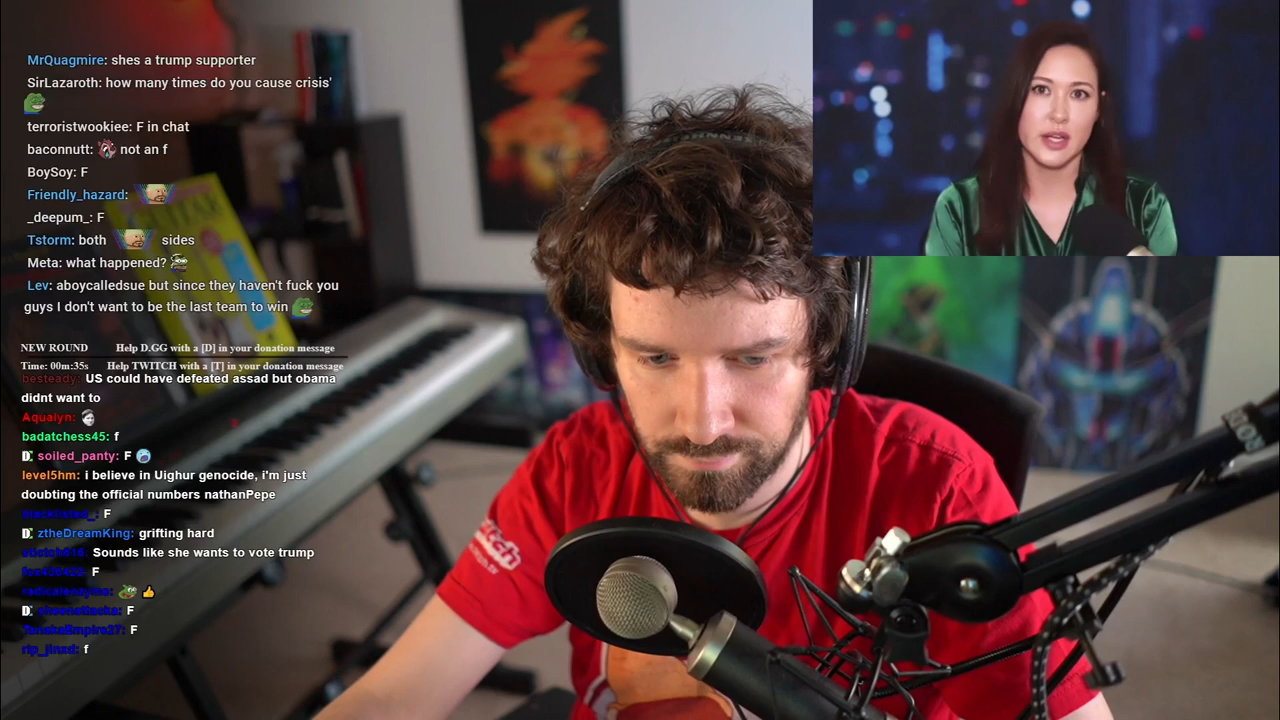 MrQuagmire: shes a trump supporter
SirLazaroth: how many times do you cause crisis'
terroristwookiee: F in chat
baconnutt: not an f
BoySoy: F
Friendly_hazard:
_deepum_: F
Tstorm: both sides
Meta: what happened?
Lev: aboycalledsue but since they haven't fuck you
guys I don't want to be the last team to win
NEW ROUND Help D.GG with a [D] in your donation message
Time: 00m:35s Help TWITCH with a [T] in your donation message
besteady: US could have defeated assad but obama
didnt want to
Aqualyn:
badatchess45: f
D: soiled_panty: F
level5hm: i believe in Uighur genocide, i'm just
doubting the official numbers nathanPepe
F
D: ztheDreamKing: grifting hard
Sounds like she wants to vote trump
F
D: F
F
rip_jinxd: f